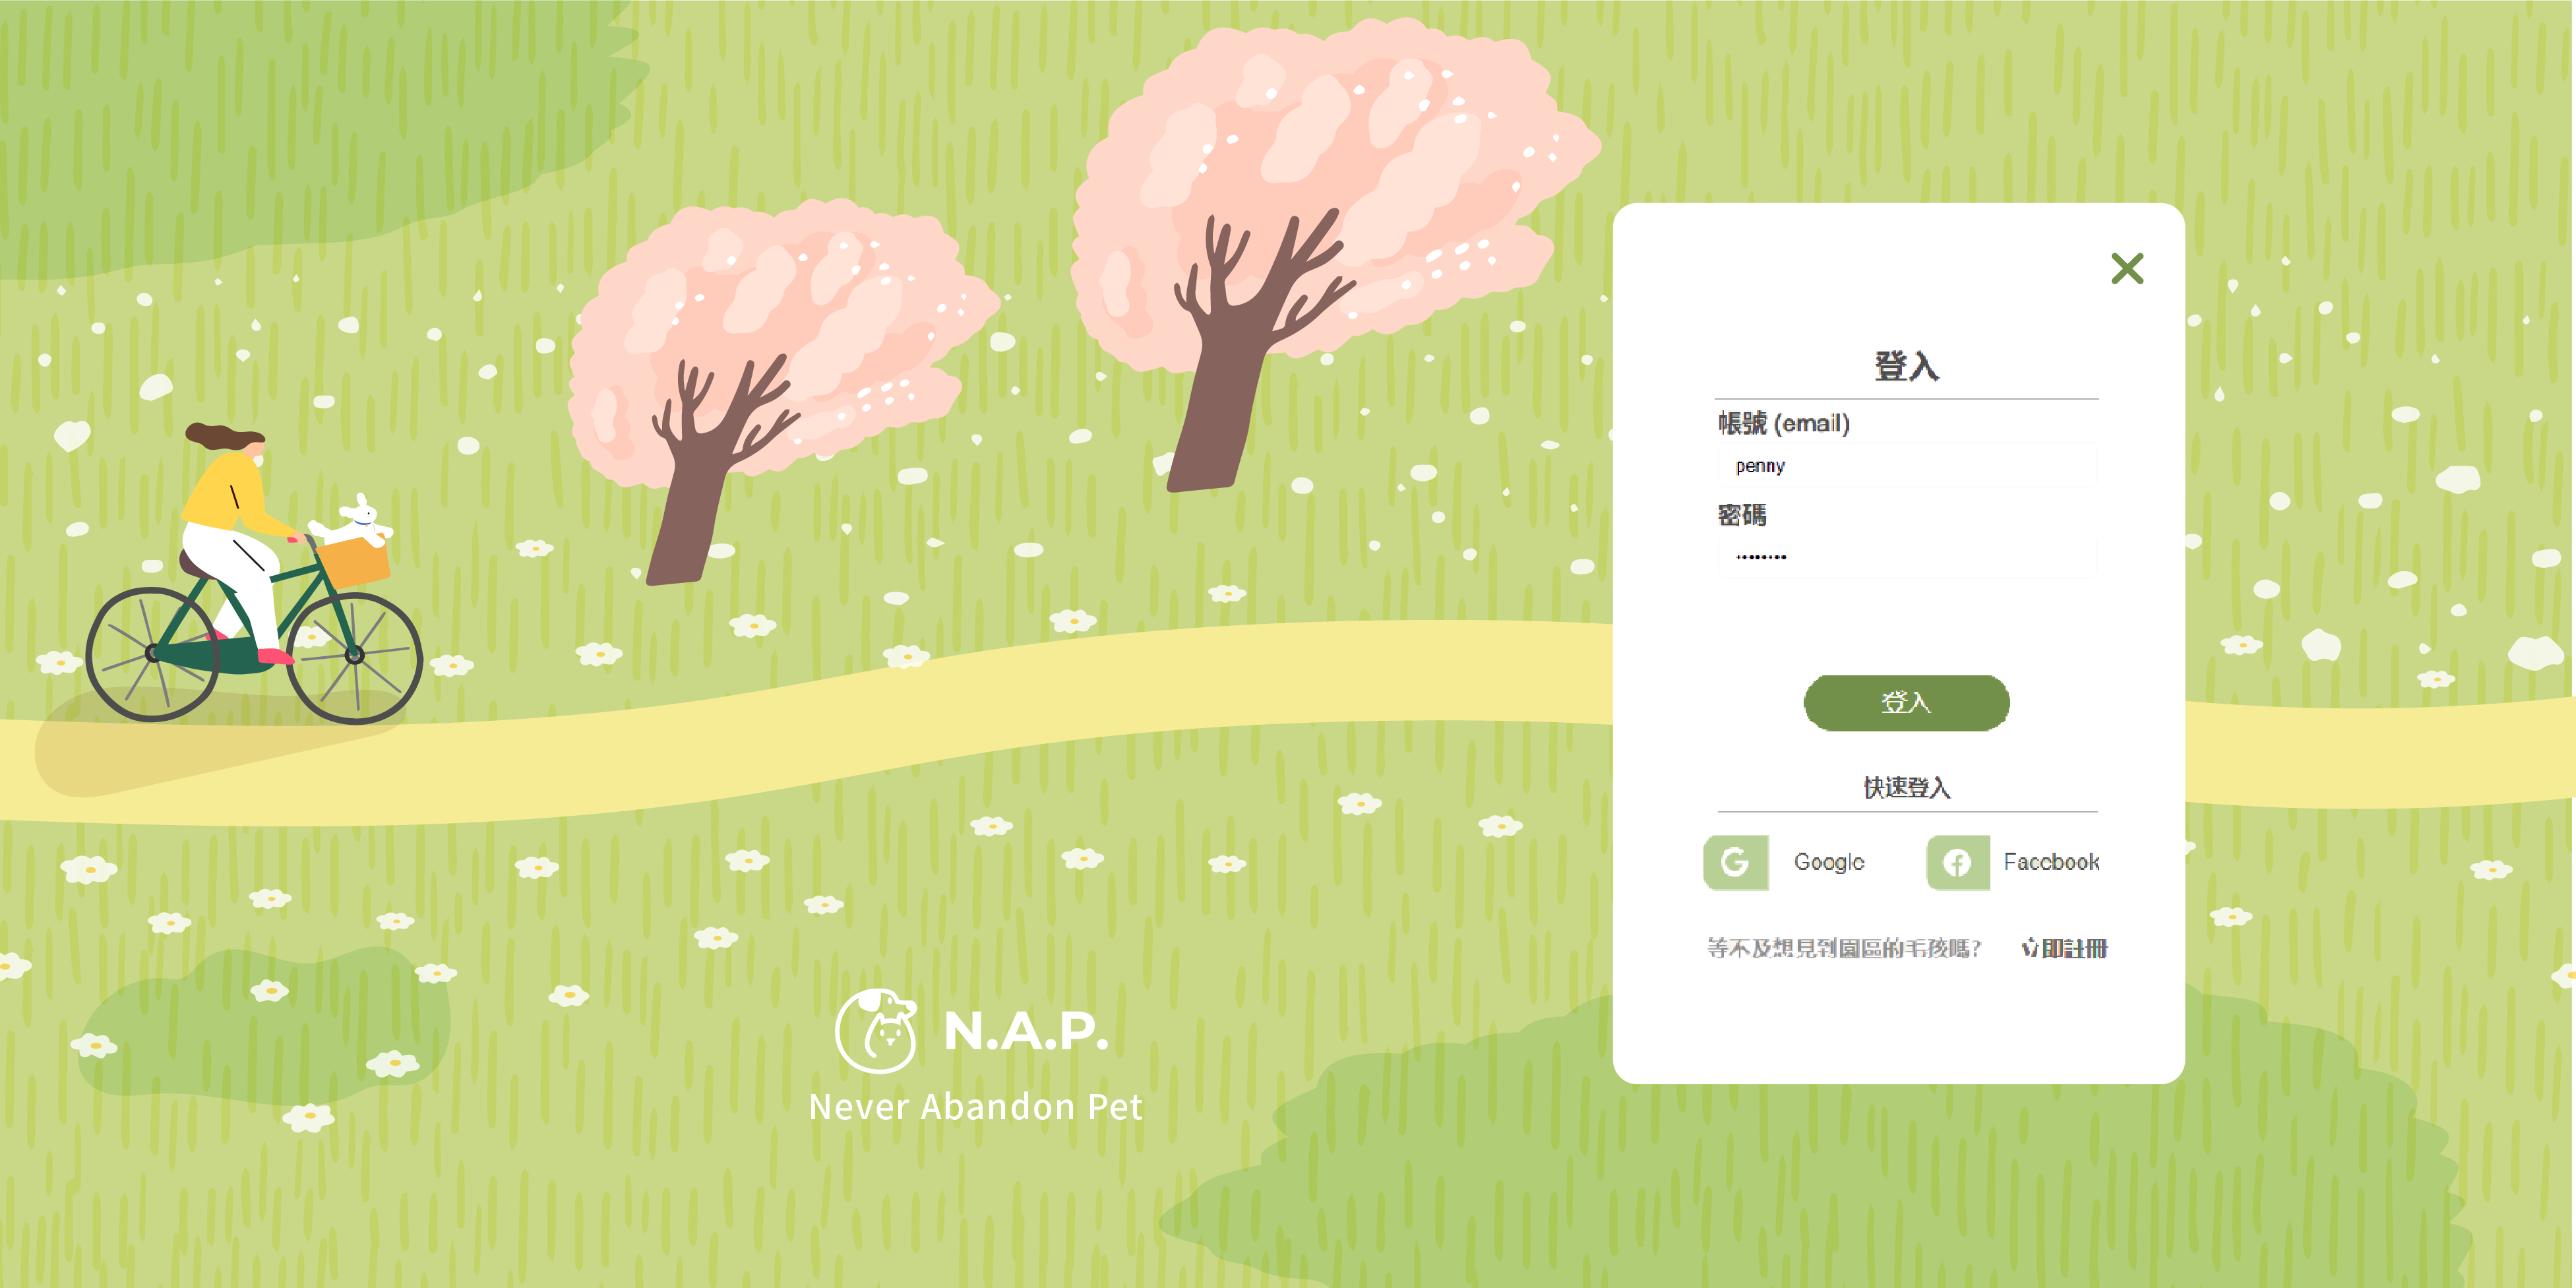 登入
帳號 (email)
penny
密碼
••••••••
登入
快速登入
Google
Facebook
等不及想見到園區的毛孩嗎?
立即註冊
N.A.P.
Never Abandon Pet